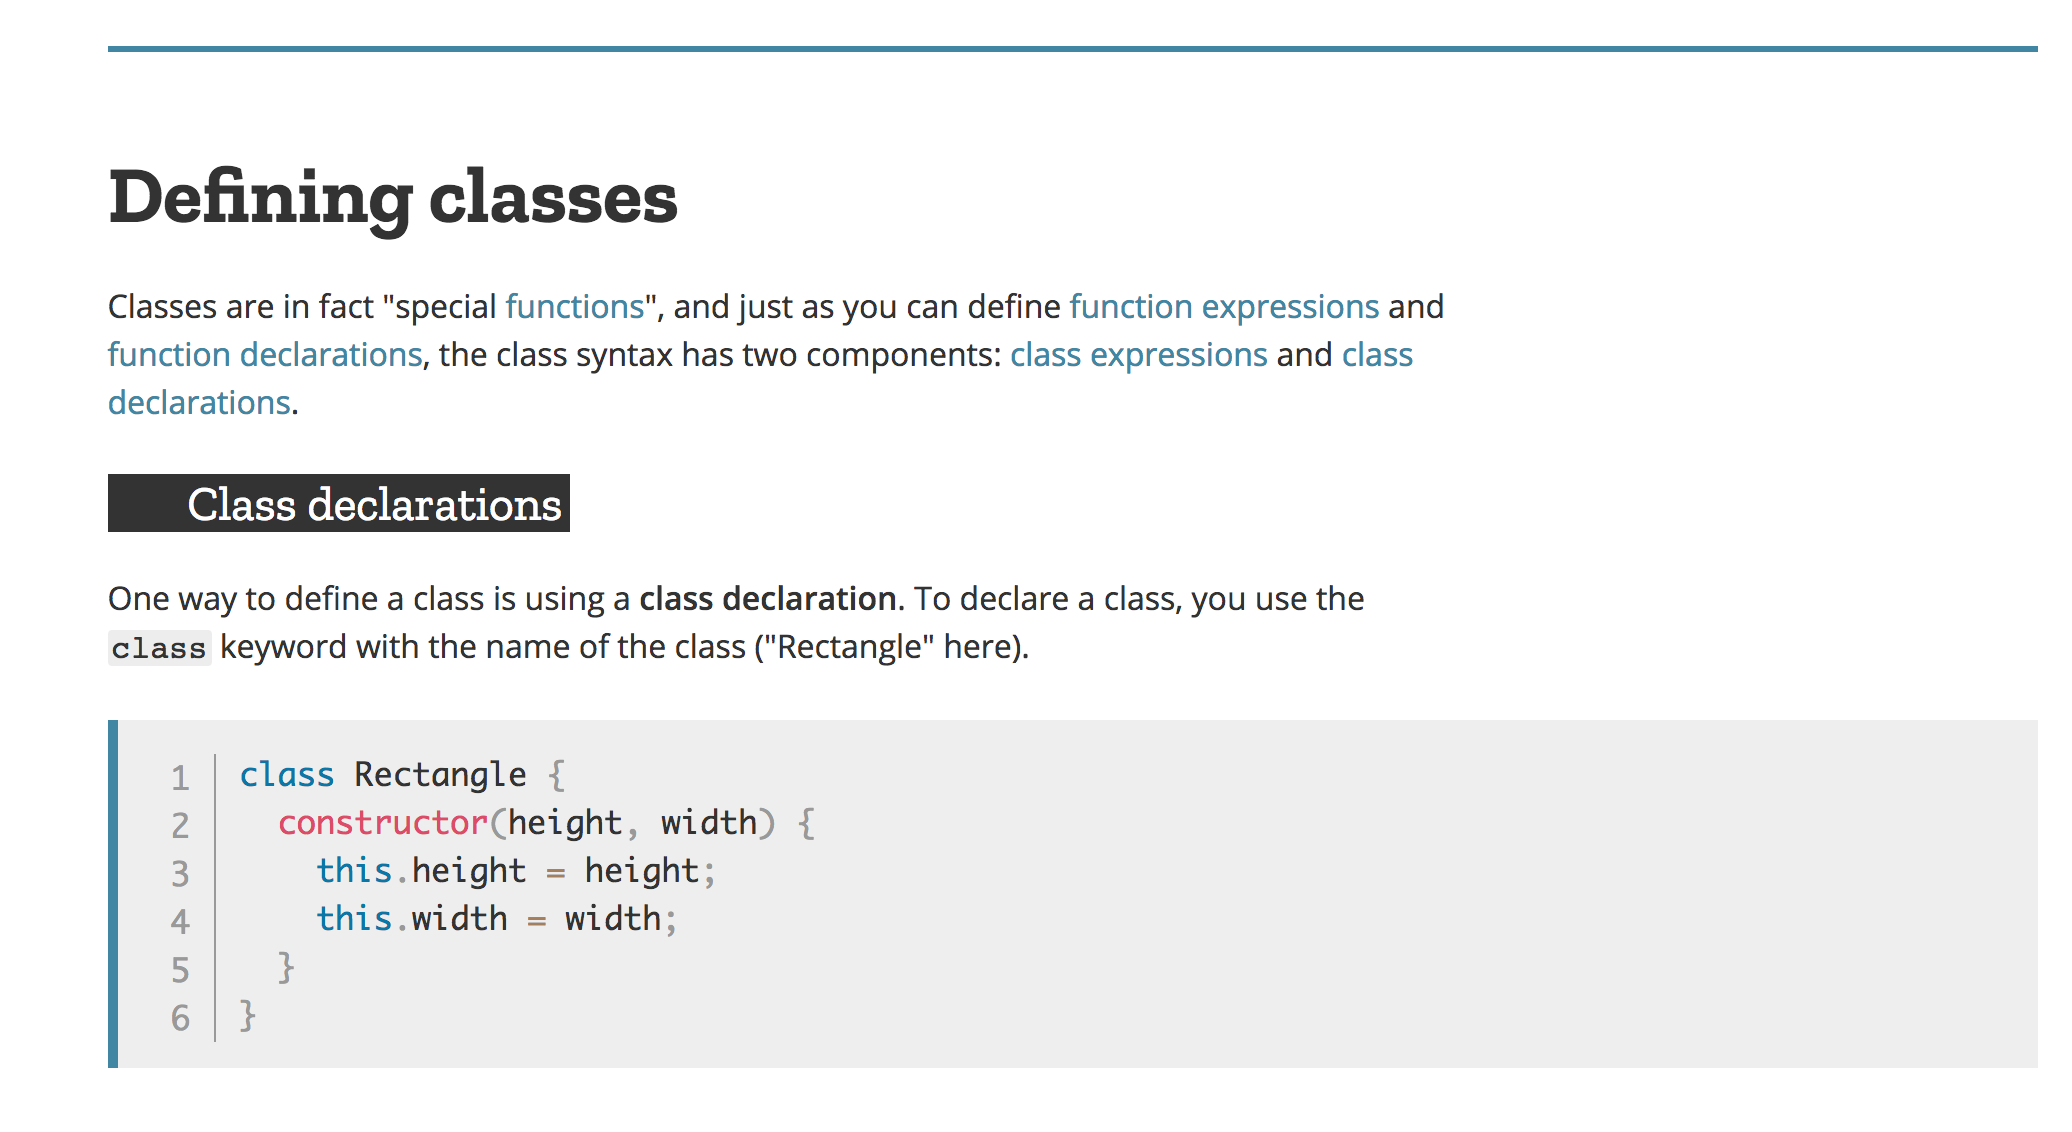 Defining classes
Classes are in fact "special functions", and just as you can define function expressions and
function declarations, the class syntax has two components: class expressions and class
declarations.
Class declarations
One way to define a class is using a class declaration. To declare a class, you use the
class keyword with the name of the class ("Rectangle" here).
1 class Rectangle {
2   constructor(height, width) {
3     this.height = height;
4     this.width = width;
5   }
6 }